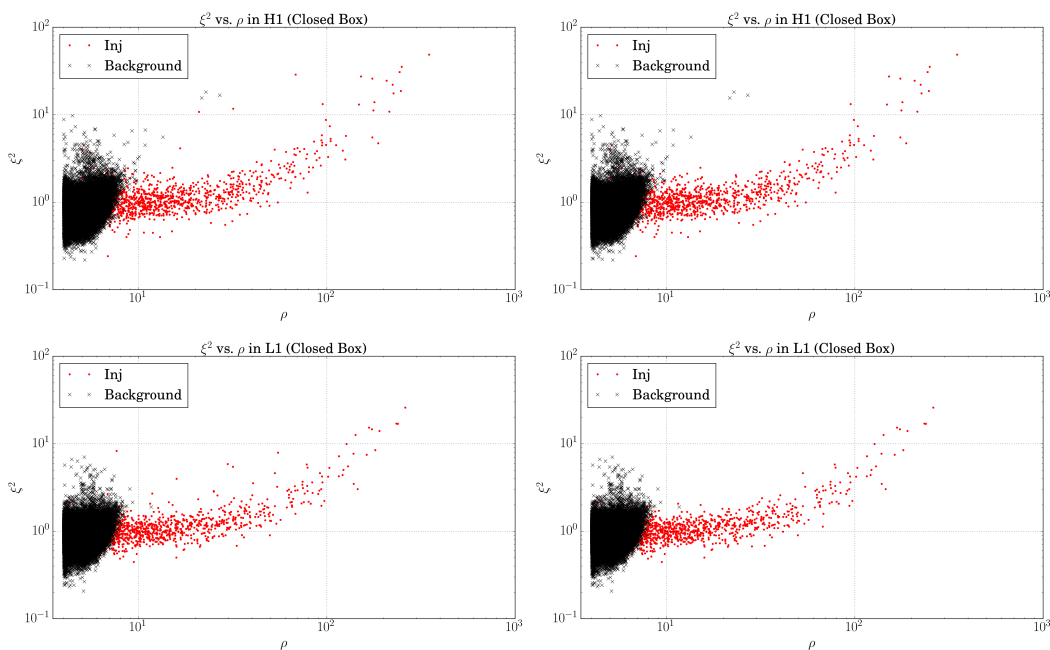 ξ² vs. ρ in H1 (Closed Box)
10²
10¹
10⁰
10⁻¹
ξ²
Inj
Background
10¹
10²
10³
ρ
ξ² vs. ρ in H1 (Closed Box)
10²
10¹
10⁰
10⁻¹
ξ²
Inj
Background
10¹
10²
10³
ρ
ξ² vs. ρ in L1 (Closed Box)
10²
10¹
10⁰
10⁻¹
ξ²
Inj
Background
10¹
10²
10³
ρ
ξ² vs. ρ in L1 (Closed Box)
10²
10¹
10⁰
10⁻¹
ξ²
Inj
Background
10¹
10²
10³
ρ